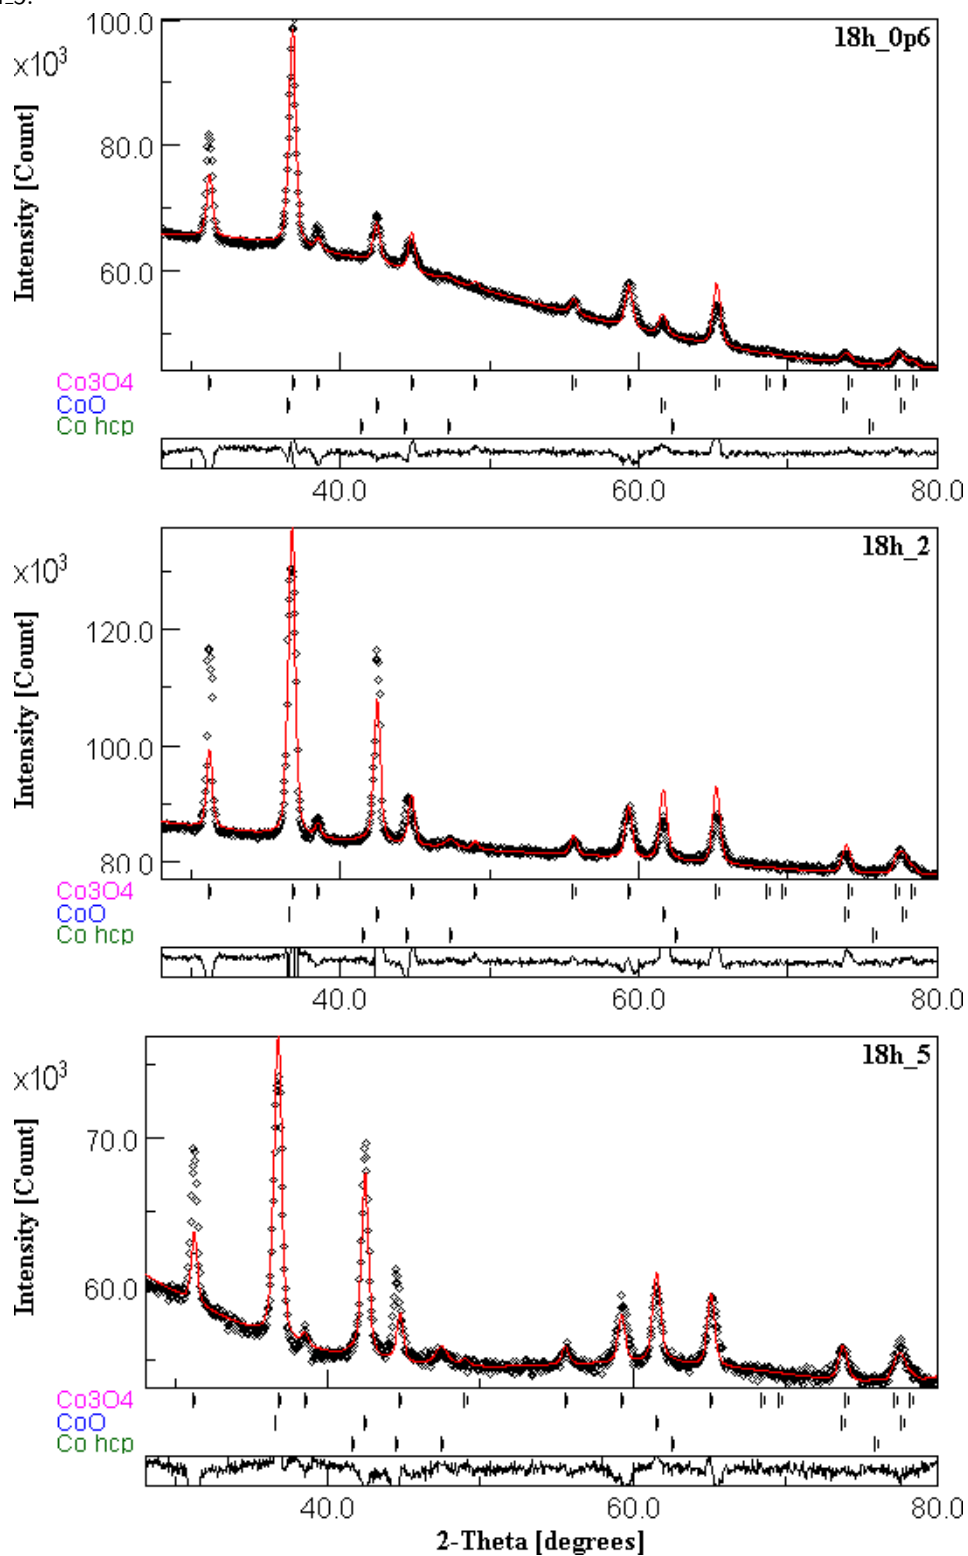 100.0
18h_0p6
×10³
80.0
60.0
Intensity [Count]
Co3O4
CoO
Co hcp
40.0 60.0 80.0
18h_2
×10³
120.0
100.0
80.0
Intensity [Count]
Co3O4
CoO
Co hcp
40.0 60.0 80.0
18h_5
×10³
70.0
60.0
Intensity [Count]
Co3O4
CoO
Co hcp
40.0 60.0 80.0
2-Theta [degrees]